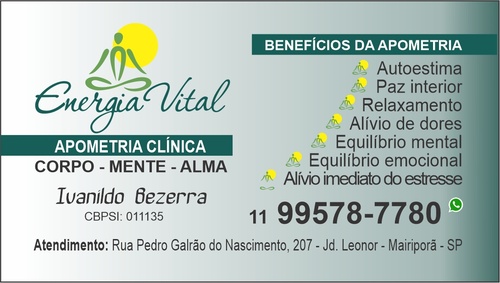 Energia Vital
APOMETRIA CLÍNICA
CORPO - MENTE - ALMA
Ivanildo Bezerra
CBPSI: 011135
BENEFÍCIOS DA APOMETRIA
Autoestima
Paz interior
Relaxamento
Alívio de dores
Equilíbrio mental
Equilíbrio emocional
Alívio imediato do estresse
11 99578-7780
Atendimento: Rua Pedro Galrão do Nascimento, 207 - Jd. Leonor - Mairiporã - SP